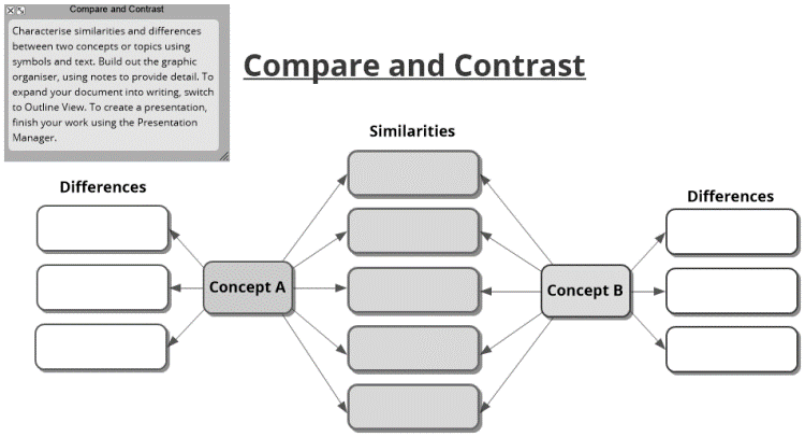 Compare and Contrast
Characterise similarities and differences
between two concepts or topics using
symbols and text. Build out the graphic
organiser, using notes to provide detail. To
expand your document into writing, switch
to Outline View. To create a presentation,
finish your work using the Presentation
Manager.
Compare and Contrast
Similarities
Differences
Differences
Concept A
Concept B